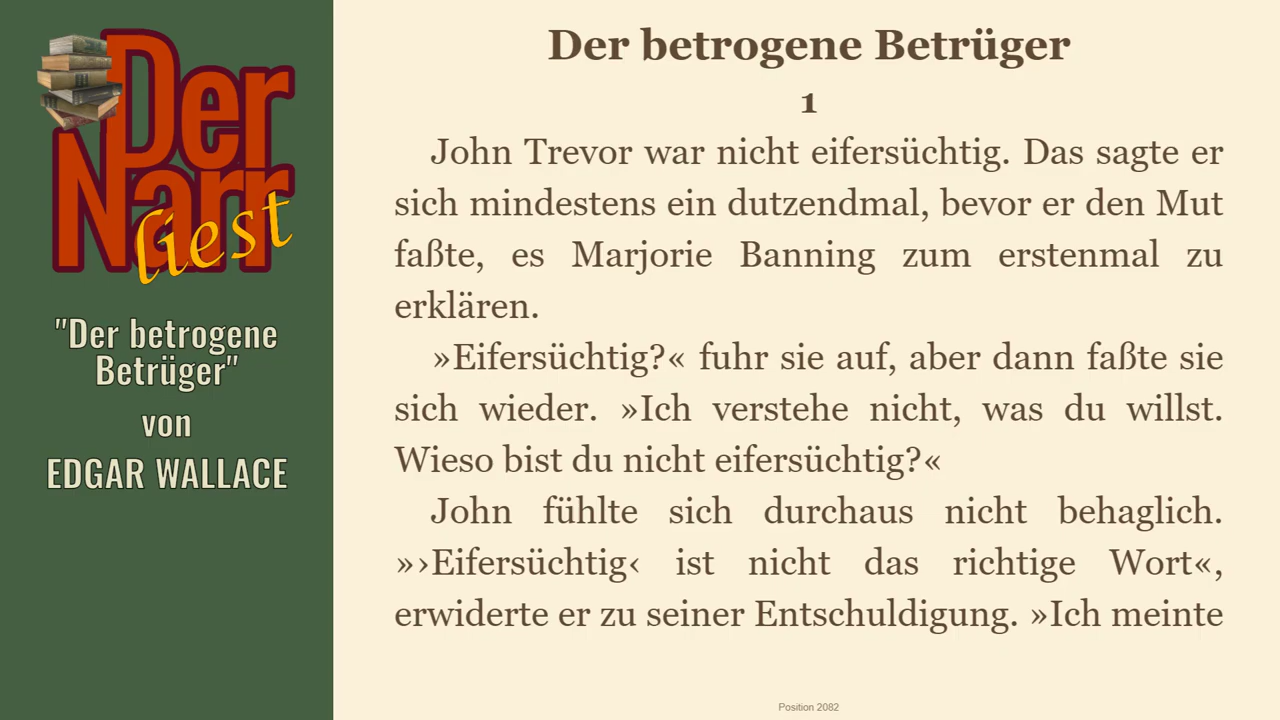 Der
Narr
liest
"Der betrogene
Betrüger"
von
EDGAR WALLACE
Der betrogene Betrüger
1
John Trevor war nicht eifersüchtig. Das sagte er
sich mindestens ein dutzendmal, bevor er den Mut
faßte, es Marjorie Banning zum erstenmal zu
erklären.
»Eifersüchtig?« fuhr sie auf, aber dann faßte sie
sich wieder. »Ich verstehe nicht, was du willst.
Wieso bist du nicht eifersüchtig?«
John fühlte sich durchaus nicht behaglich.
»›Eifersüchtig‹ ist nicht das richtige Wort«,
erwiderte er zu seiner Entschuldigung. »Ich meinte
Position 2082